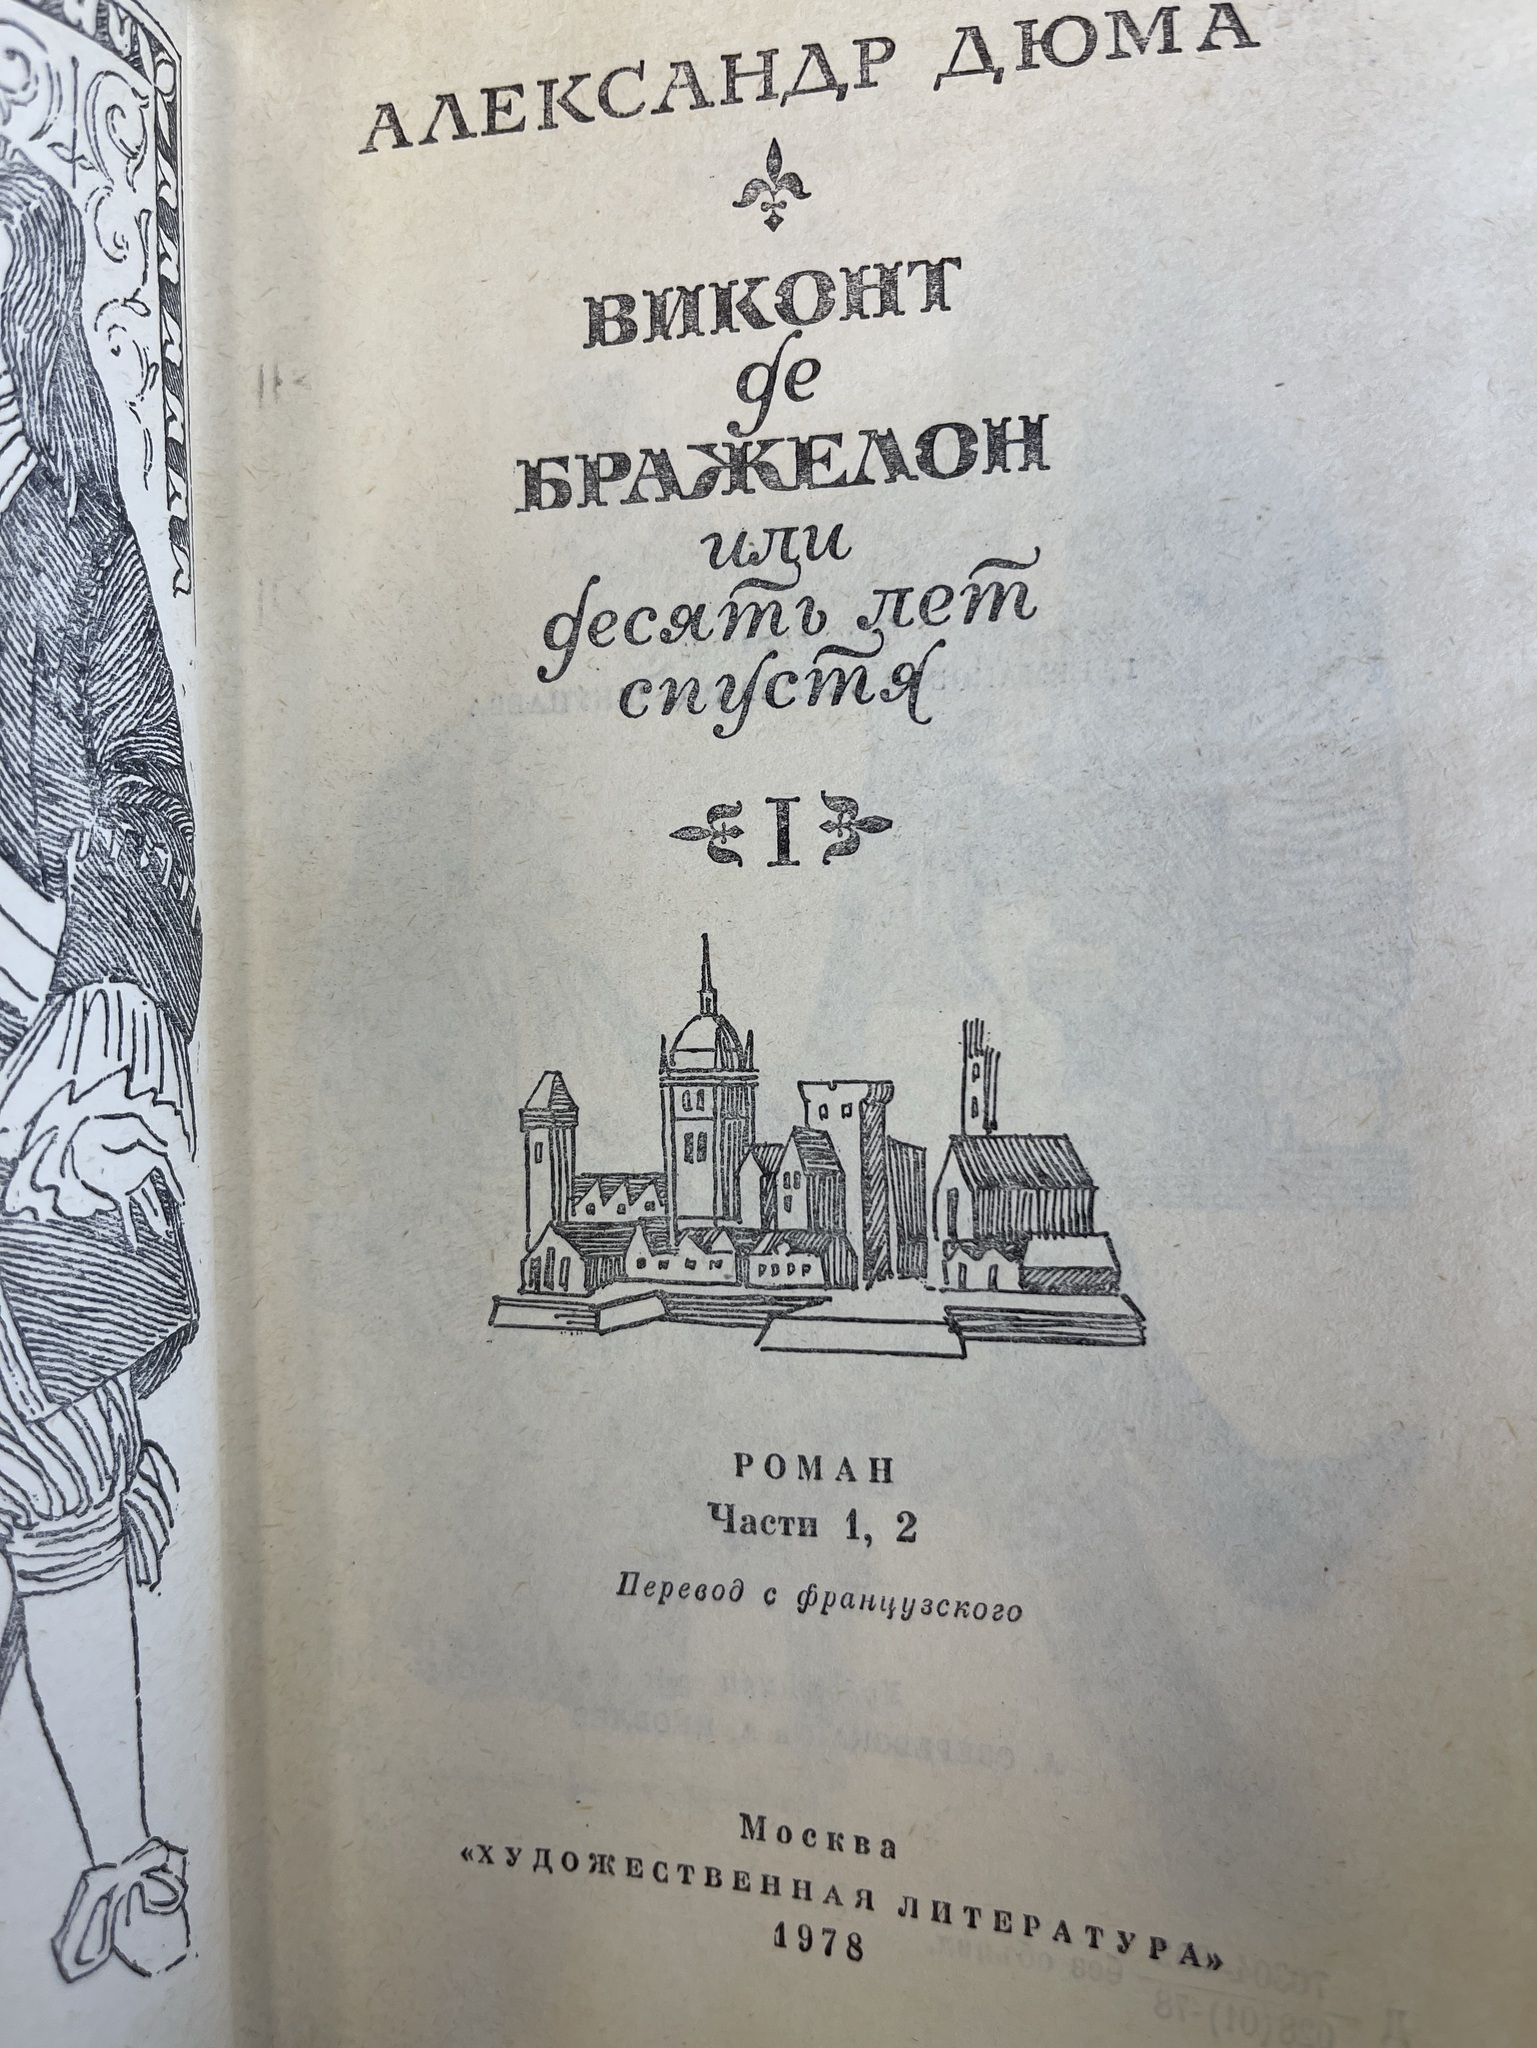 АЛЕКСАНДР ДЮМА
ВИКОНТ
де
БРАЖЕЛОН
или
десять лет
спустя
I
РОМАН
Части 1, 2
Перевод с французского
Москва
«ХУДОЖЕСТВЕННАЯ ЛИТЕРАТУРА»
1978